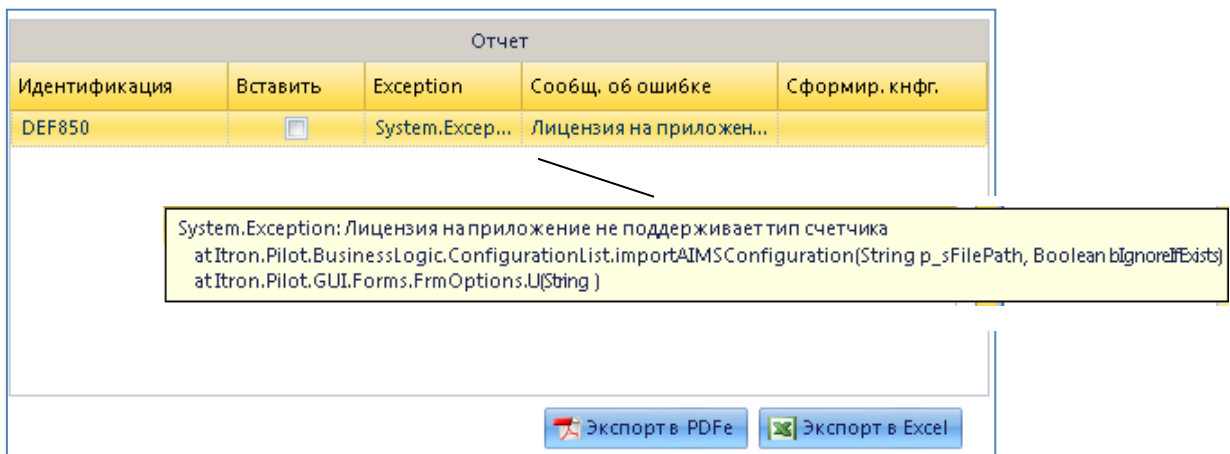 Отчет
Идентификация Вставить Exception Сообщ. об ошибке Сформир. кнфг.
DEF850 System.Excep... Лицензия на приложен...
System.Exception: Лицензия на приложение не поддерживает тип счетчика
at Itron.Pilot.BusinessLogic.ConfigurationList.importAIMSConfiguration(String p_sFilePath, Boolean bIgnoreIfExists)
at Itron.Pilot.GUI.Forms.FrmOptions.U(String )
Экспорт в PDFe Экспорт в Excel